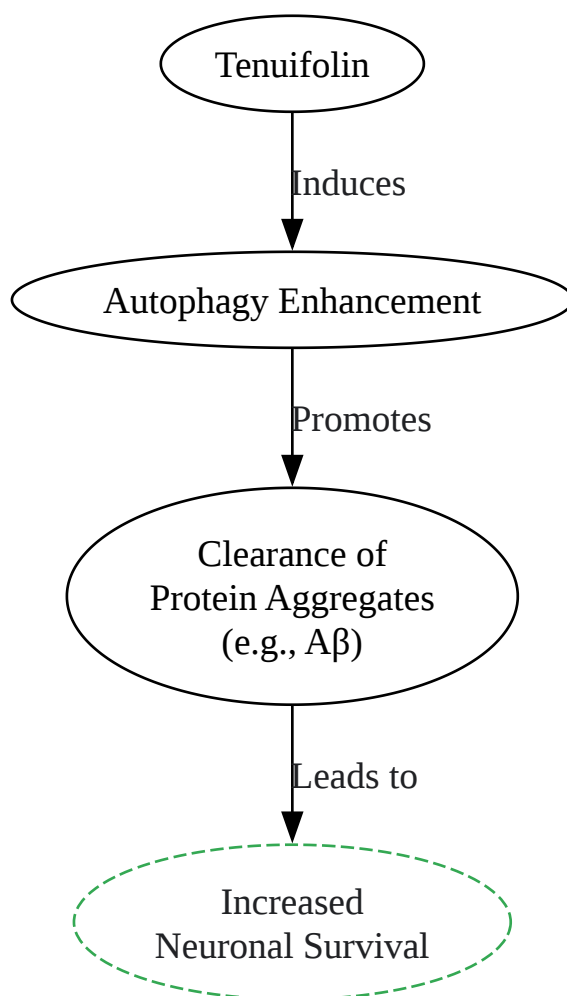 Tenuifolin
Induces
Autophagy Enhancement
Promotes
Clearance of
Protein Aggregates
(e.g., Aβ)
Leads to
Increased
Neuronal Survival